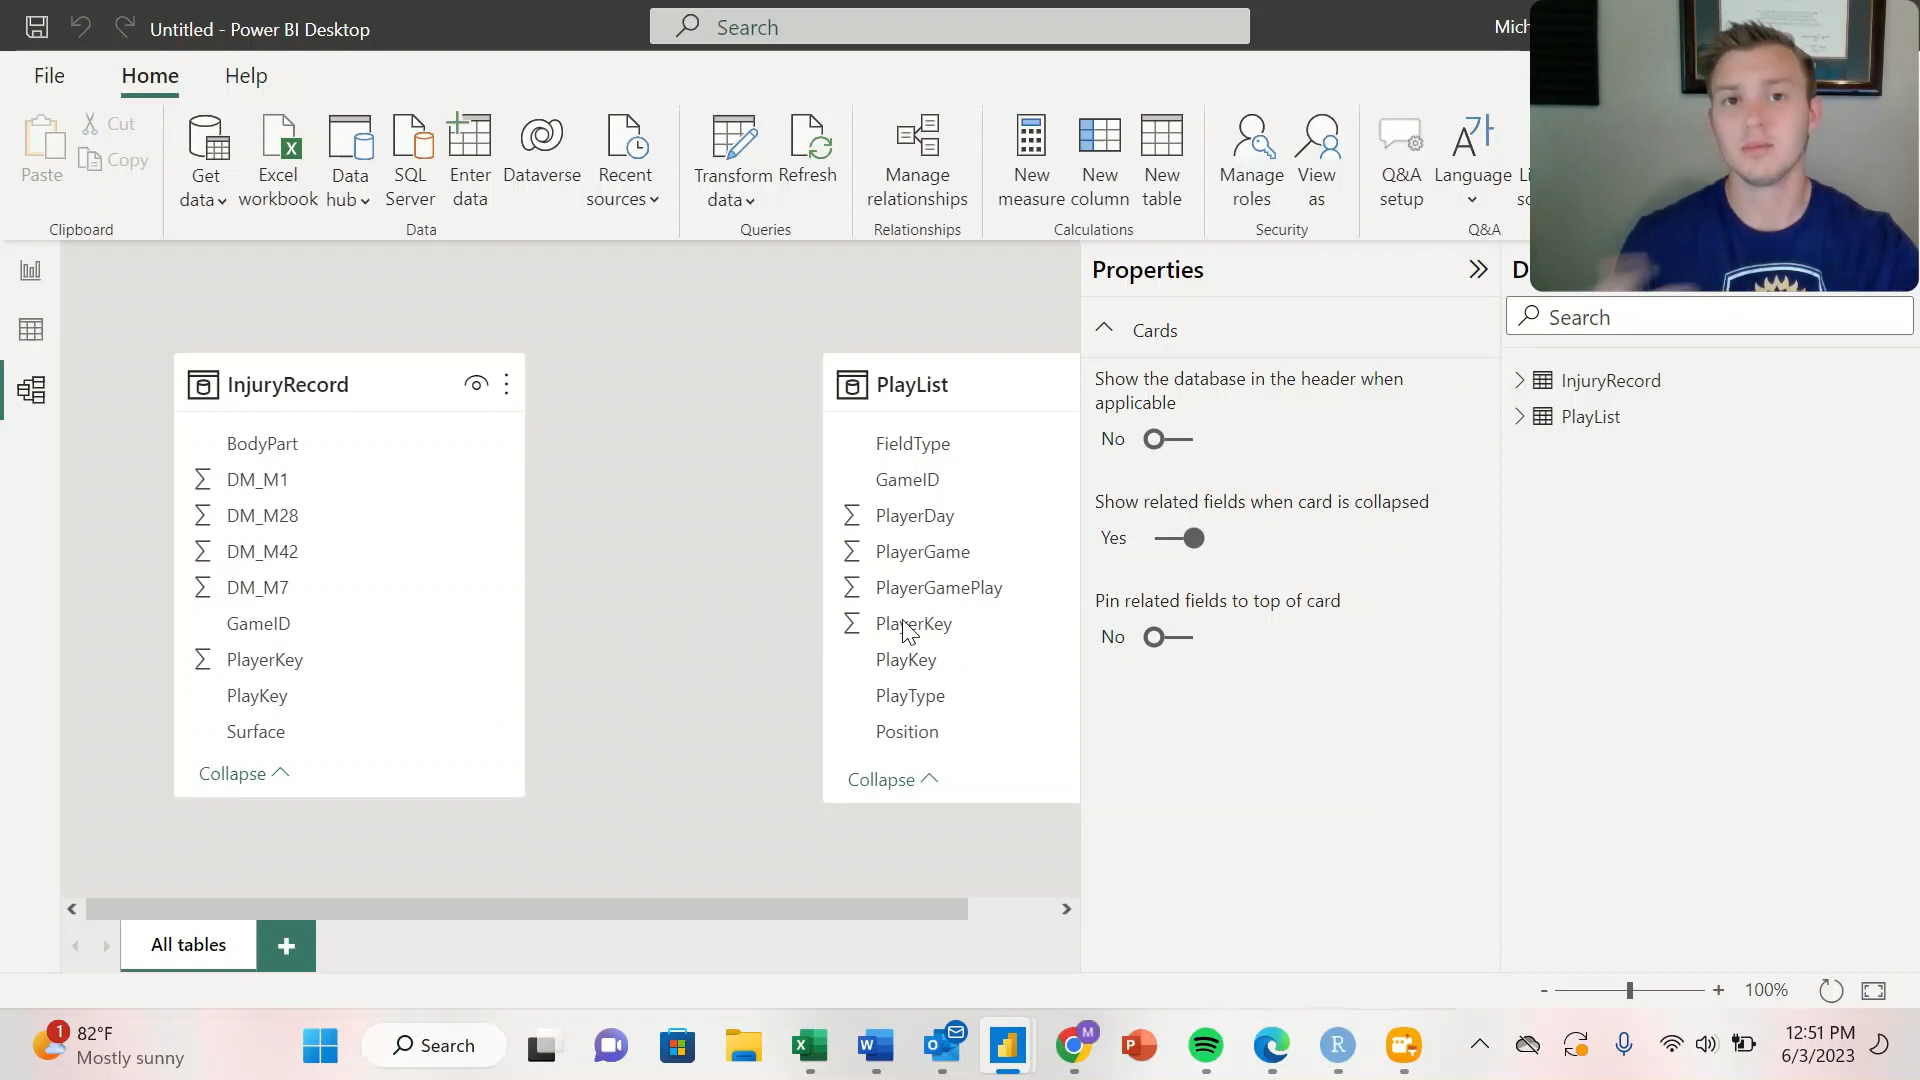 Untitled - Power BI Desktop
Search
Mich
File
Home
Help
Paste
Cut
Copy
Get data
Excel workbook
Data hub
SQL Server
Enter data
Dataverse
Recent sources
Transform data
Refresh
Manage relationships
New measure
New column
New table
Manage roles
View as
Q&A setup
Language
Clipboard
Data
Queries
Relationships
Calculations
Security
Q&A
InjuryRecord
BodyPart
DM_M1
DM_M28
DM_M42
DM_M7
GameID
PlayerKey
PlayKey
Surface
Collapse
PlayList
FieldType
GameID
PlayerDay
PlayerGame
PlayerGamePlay
PlayerKey
PlayKey
PlayType
Position
Collapse
Properties
Cards
Show the database in the header when
applicable
No
Show related fields when card is collapsed
Yes
Pin related fields to top of card
No
D
Search
InjuryRecord
PlayList
All tables
100%
1
82°F
Mostly sunny
Search
M
R
12:51 PM
6/3/2023